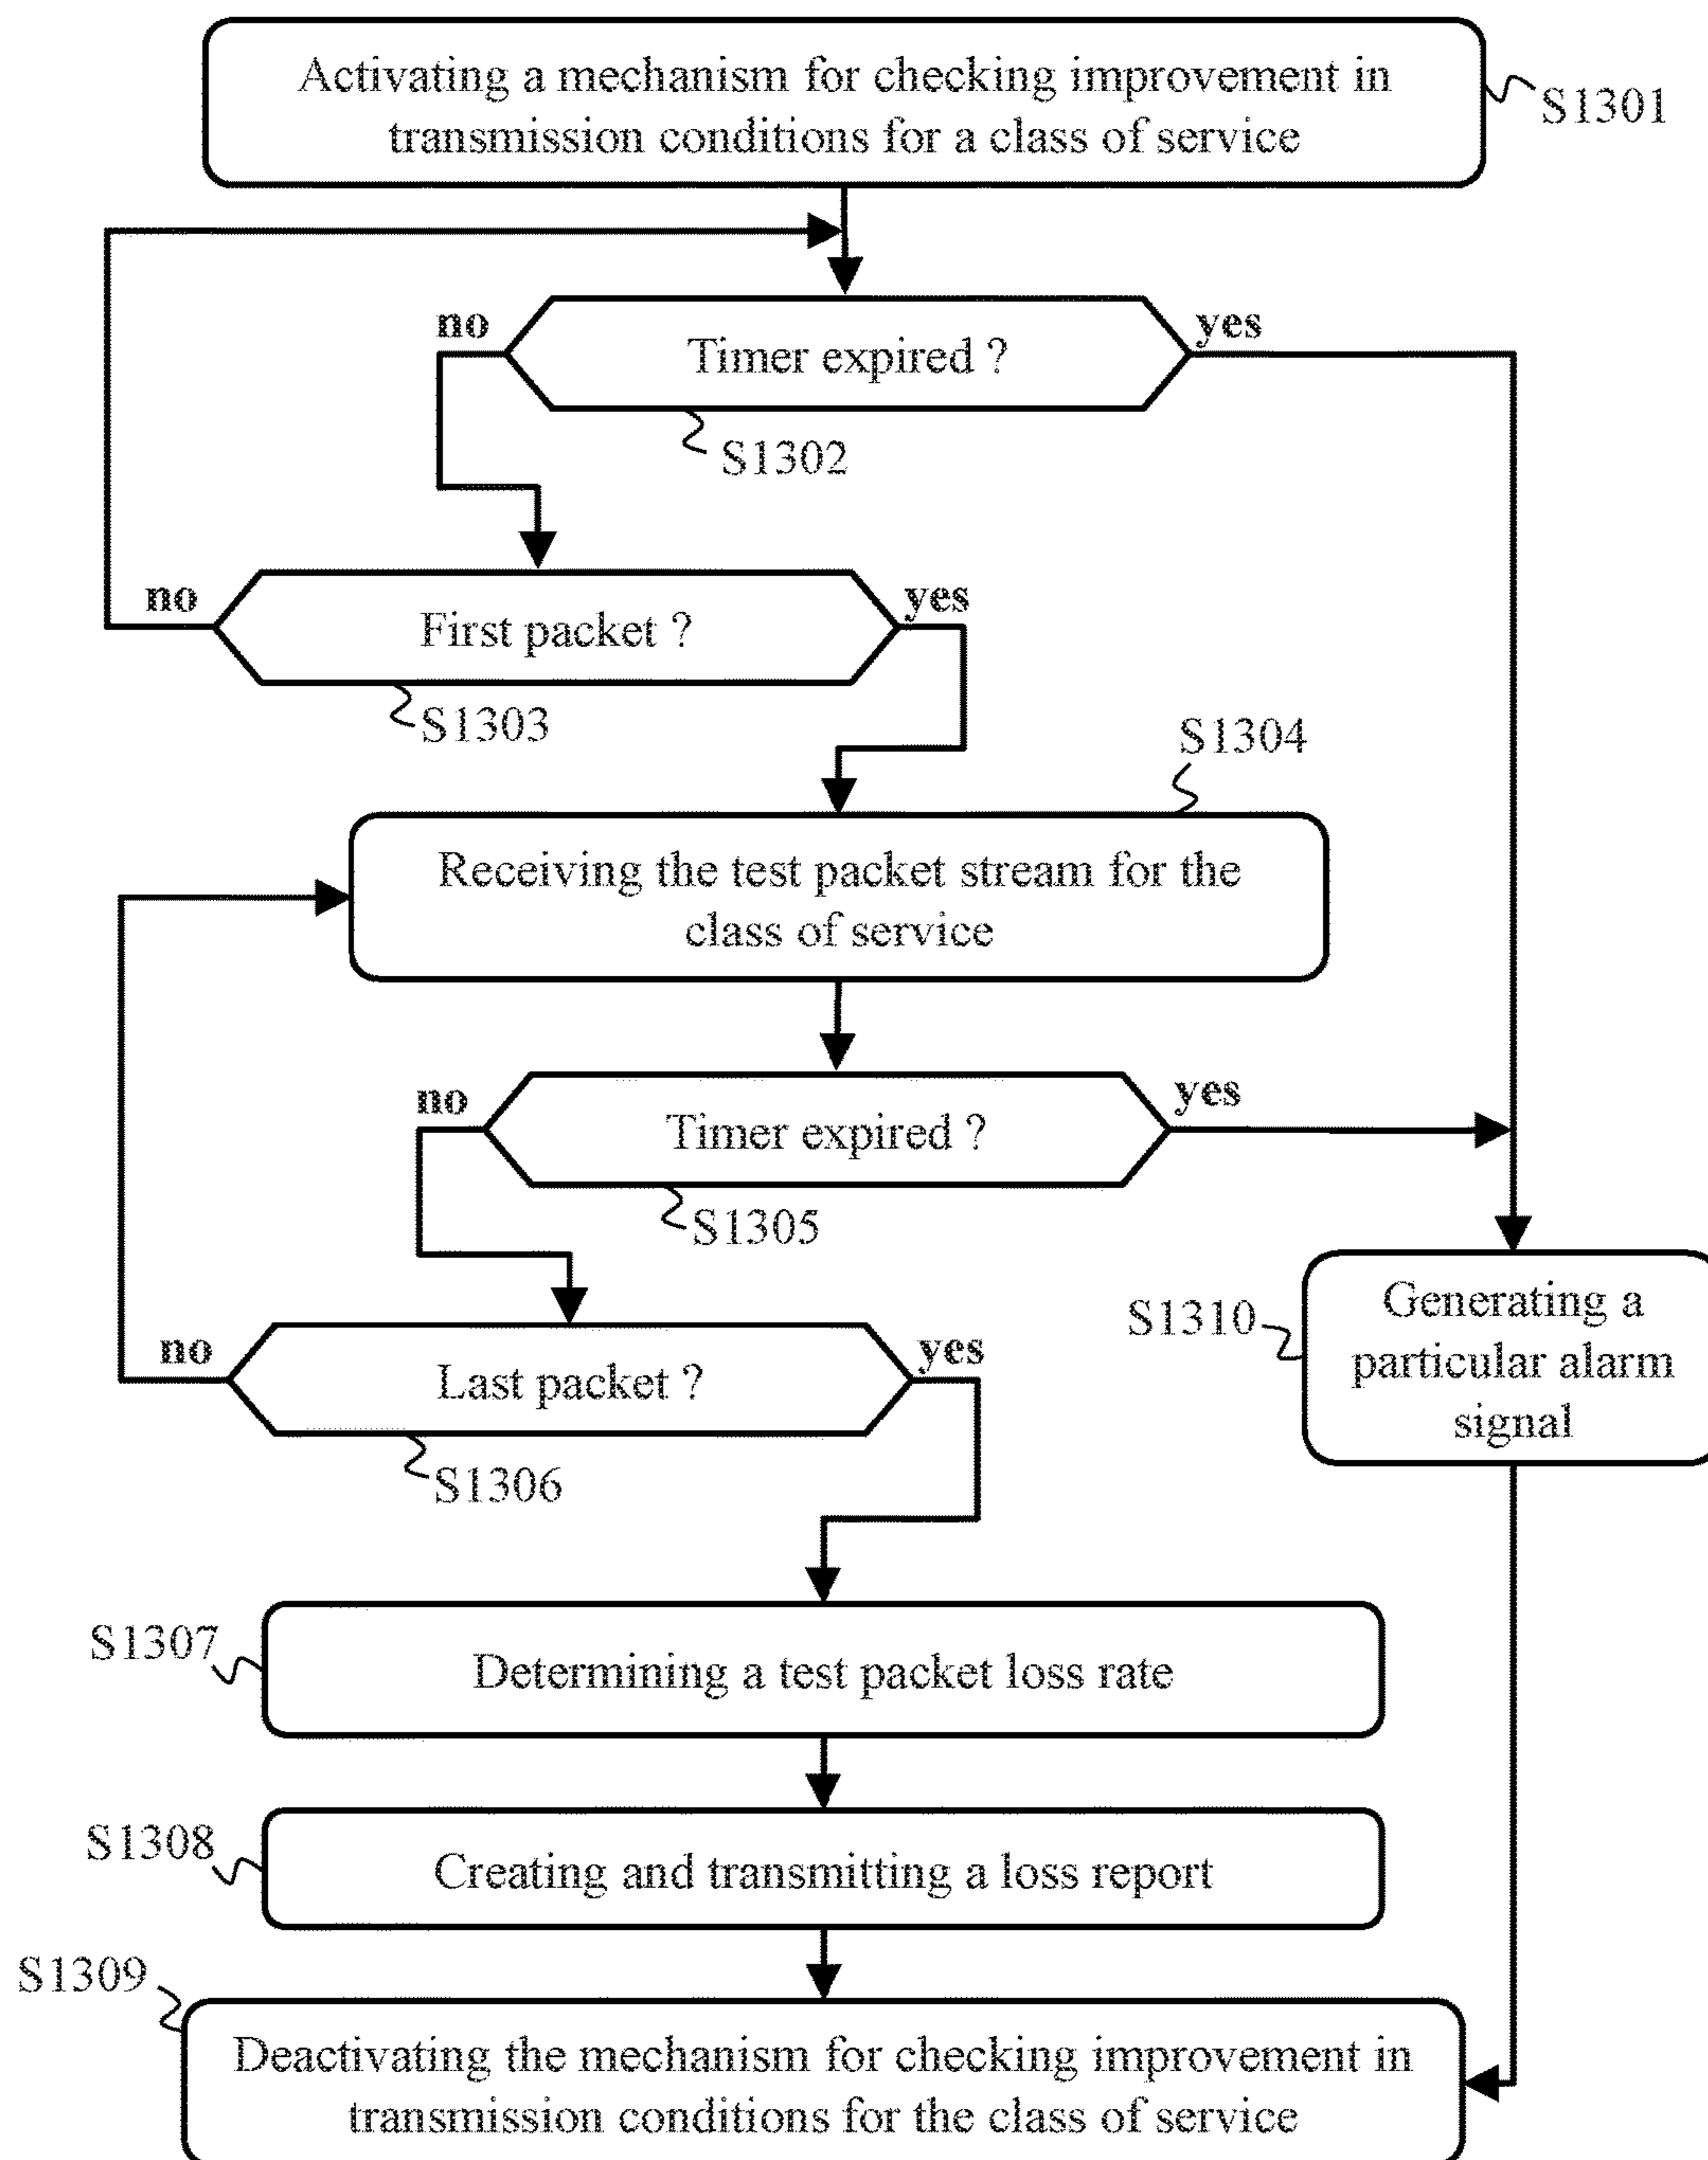 Activating a mechanism for checking improvement in
transmission conditions for a class of service
S1301
no
yes
Timer expired ?
S1302
no
yes
First packet ?
S1303
S1304
Receiving the test packet stream for the
class of service
no
yes
Timer expired ?
S1305
no
yes
Last packet ?
S1306
S1310
Generating a
particular alarm
signal
S1307
Determining a test packet loss rate
S1308
Creating and transmitting a loss report
S1309
Deactivating the mechanism for checking improvement in
transmission conditions for the class of service